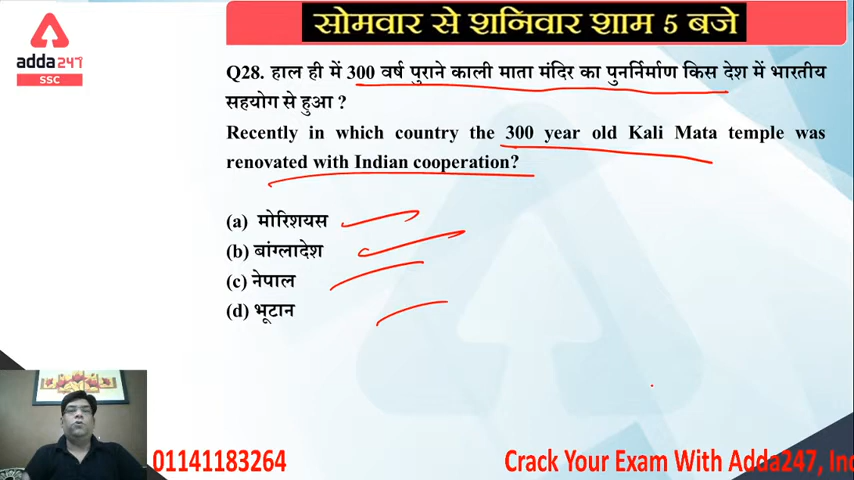 सोमवार से शनिवार शाम 5 बजे
adda247
SSC
Q28. हाल ही में 300 वर्ष पुराने काली माता मंदिर का पुनर्निर्माण किस देश में भारतीय
सहयोग से हुआ ?
Recently in which country the 300 year old Kali Mata temple was
renovated with Indian cooperation?
(a) मोरिशयस
(b) बांग्लादेश
(c) नेपाल
(d) भूटान
01141183264 Crack Your Exam With Adda247, Inc